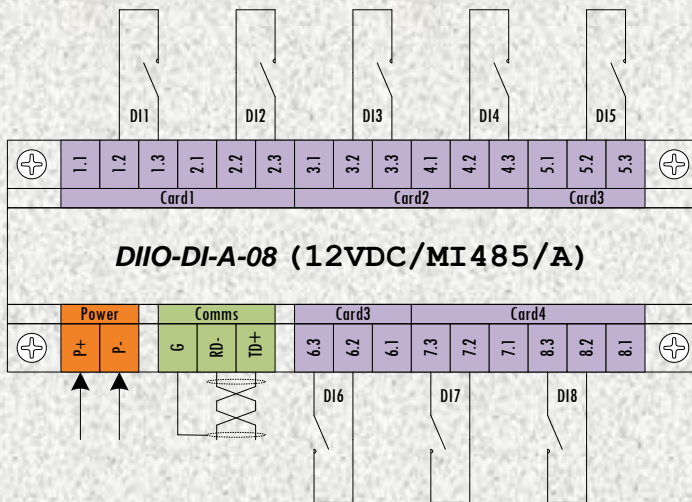 DI1 DI2 DI3 DI4 DI5
1.1 1.2 1.3 2.1 2.2 2.3 3.1 3.2 3.3 4.1 4.2 4.3 5.1 5.2 5.3
Card1 Card2 Card3
DIIO-DI-A-08 (12VDC/MI485/A)
Power Comms Card3 Card4
P+ P- G RD- TD+ 6.3 6.2 6.1 7.3 7.2 7.1 8.3 8.2 8.1
DI6 DI7 DI8